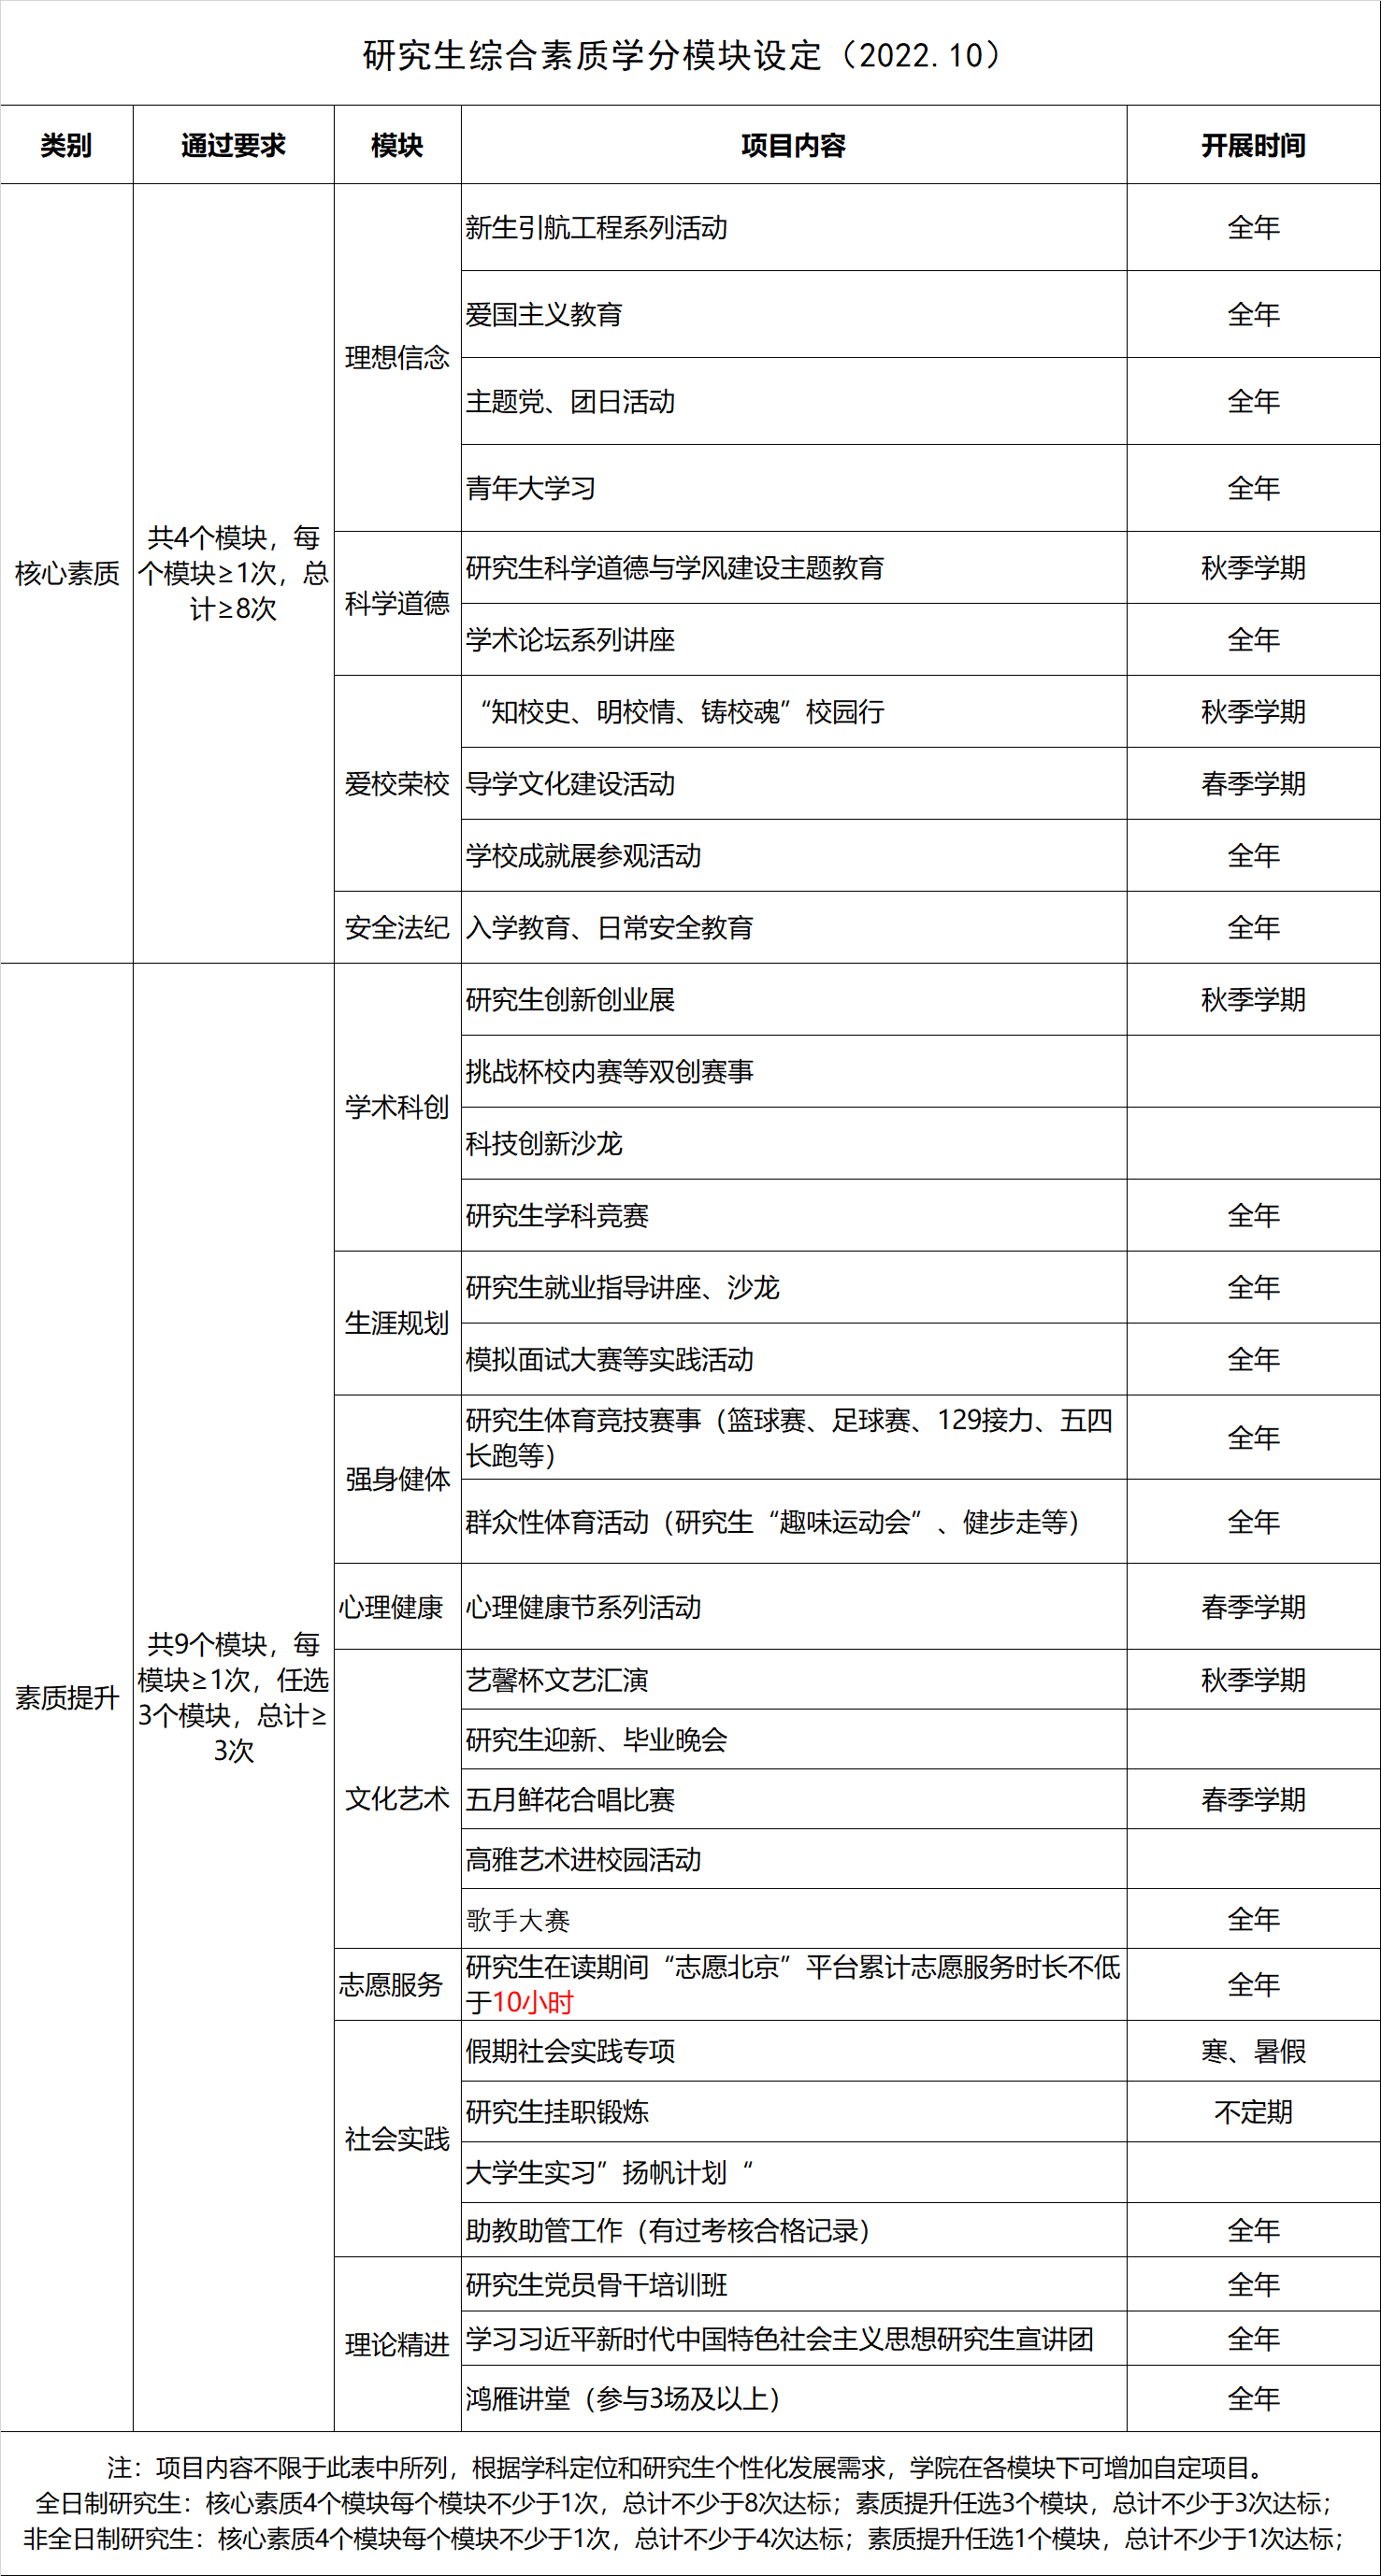 研究生综合素质学分模块设定（2022.10）
类别 通过要求 模块 项目内容 开展时间
核心素质
共4个模块，每
个模块≥1次，总
计≥8次
理想信念
新生引航工程系列活动 全年
爱国主义教育 全年
主题党、团日活动 全年
青年大学习 全年
科学道德
研究生科学道德与学风建设主题教育 秋季学期
学术论坛系列讲座 全年
爱校荣校
“知校史、明校情、铸校魂”校园行 秋季学期
导学文化建设活动 春季学期
学校成就展参观活动 全年
安全法纪 入学教育、日常安全教育 全年
素质提升
共9个模块，每
模块≥1次，任选
3个模块，总计≥
3次
学术科创
研究生创新创业展 秋季学期
挑战杯校内赛等双创赛事
科技创新沙龙
研究生学科竞赛 全年
生涯规划
研究生就业指导讲座、沙龙 全年
模拟面试大赛等实践活动 全年
强身健体
研究生体育竞技赛事（篮球赛、足球赛、129接力、五四
长跑等） 全年
群众性体育活动（研究生“趣味运动会”、健步走等） 全年
心理健康 心理健康节系列活动 春季学期
文化艺术
艺馨杯文艺汇演 秋季学期
研究生迎新、毕业晚会
五月鲜花合唱比赛 春季学期
高雅艺术进校园活动
歌手大赛 全年
志愿服务
研究生在读期间“志愿北京”平台累计志愿服务时长不低
于10小时 全年
社会实践
假期社会实践专项 寒、暑假
研究生挂职锻炼 不定期
大学生实习”扬帆计划“
助教助管工作（有过考核合格记录） 全年
理论精进
研究生党员骨干培训班 全年
学习习近平新时代中国特色社会主义思想研究生宣讲团 全年
鸿雁讲堂（参与3场及以上） 全年
注：项目内容不限于此表中所列，根据学科定位和研究生个性化发展需求，学院在各模块下可增加自定项目。
全日制研究生：核心素质4个模块每个模块不少于1次，总计不少于8次达标；素质提升任选3个模块，总计不少于3次达标；
非全日制研究生：核心素质4个模块每个模块不少于1次，总计不少于4次达标；素质提升任选1个模块，总计不少于1次达标；